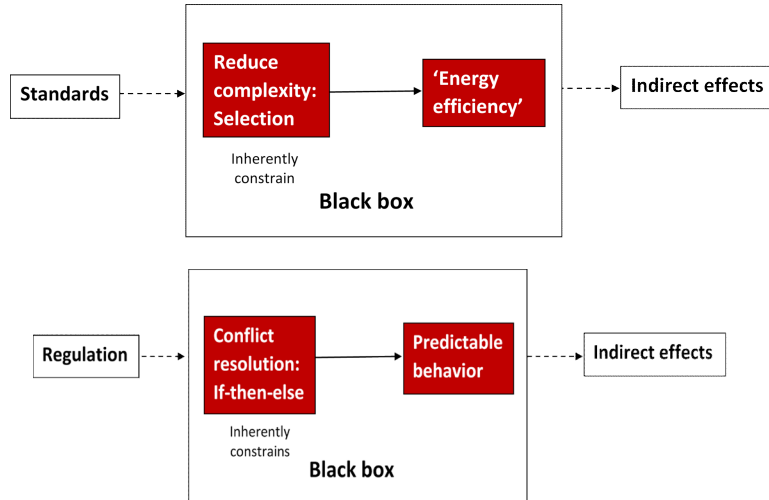 Standards
Reduce
complexity:
Selection
‘Energy
efficiency’
Indirect effects
Inherently
constrain
Black box
Regulation
Conflict
resolution:
If-then-else
Predictable
behavior
Indirect effects
Inherently
constrains
Black box